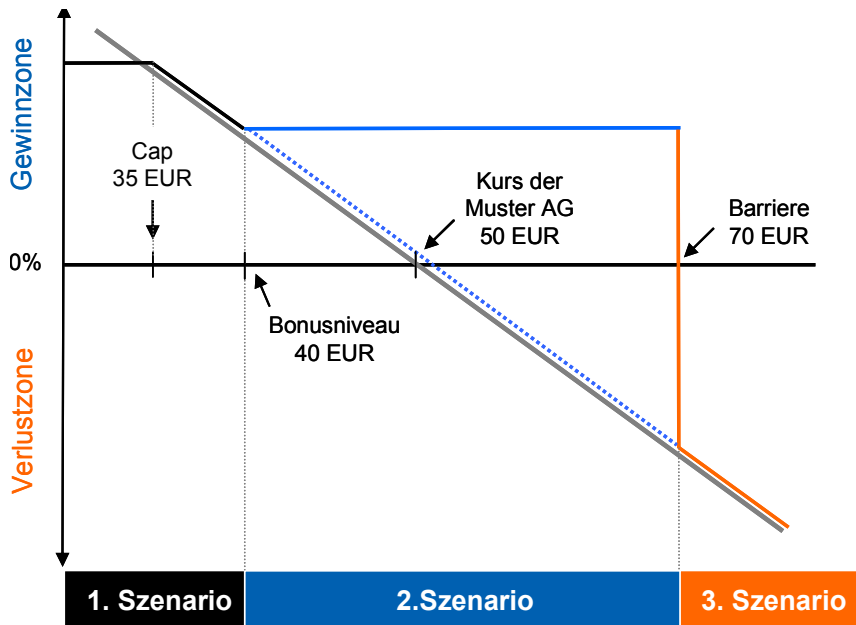 Gewinnzone
Cap
35 EUR
Kurs der
Muster AG
50 EUR
Barriere
70 EUR
0%
Bonusniveau
40 EUR
Verlustzone
1. Szenario
2.Szenario
3. Szenario